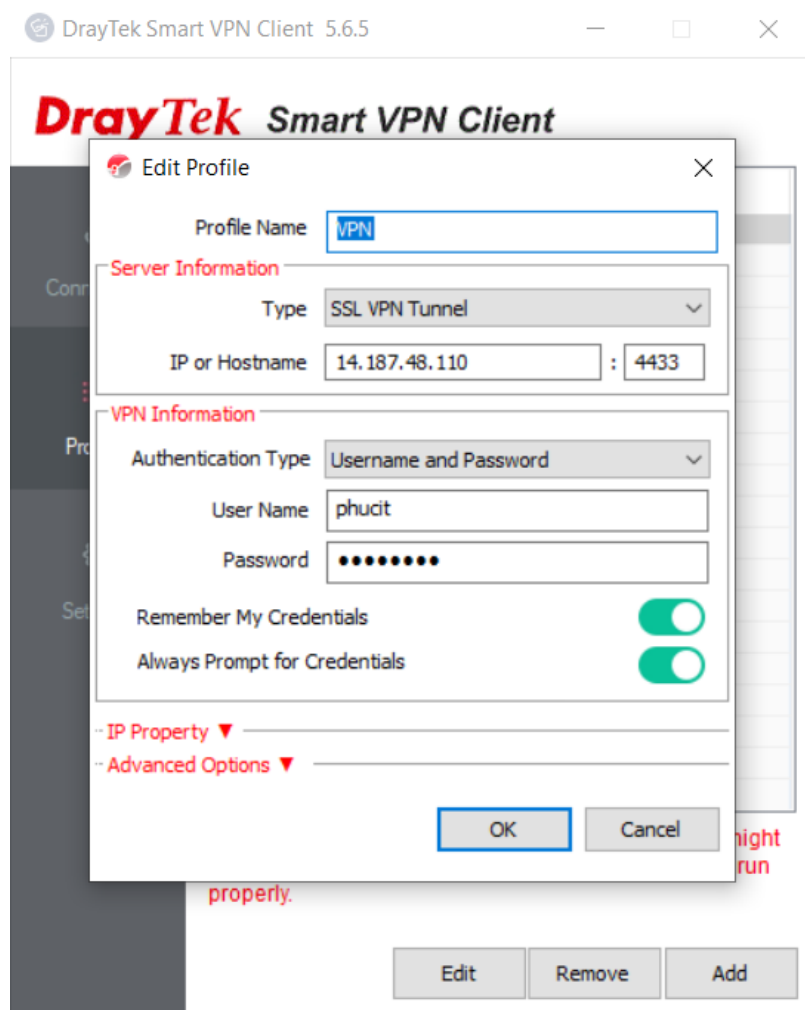 DrayTek Smart VPN Client 5.6.5
DrayTek Smart VPN Client
Edit Profile
Profile Name VPN
Server Information
Type SSL VPN Tunnel
IP or Hostname 14.187.48.110 : 4433
VPN Information
Authentication Type Username and Password
User Name phucit
Password ●●●●●●●●
Remember My Credentials
Always Prompt for Credentials
IP Property ▼
Advanced Options ▼
OK Cancel
run
properly.
Edit Remove Add